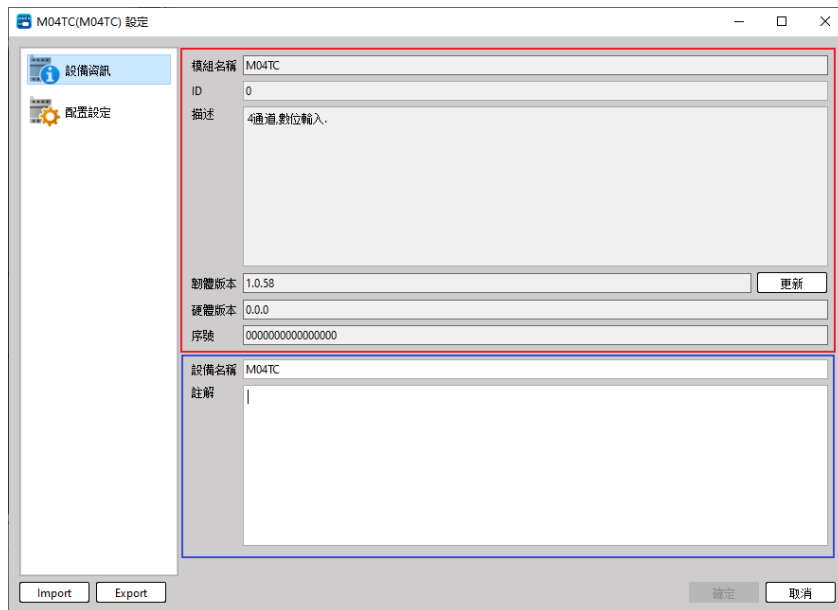 M04TC(M04TC) 設定
設備資訊
配置設定
模組名稱 M04TC
ID 0
描述 4通道,數位輸入.
韌體版本 1.0.58 更新
硬體版本 0.0.0
序號 0000000000000000
設備名稱 M04TC
註解
Import Export 確定 取消